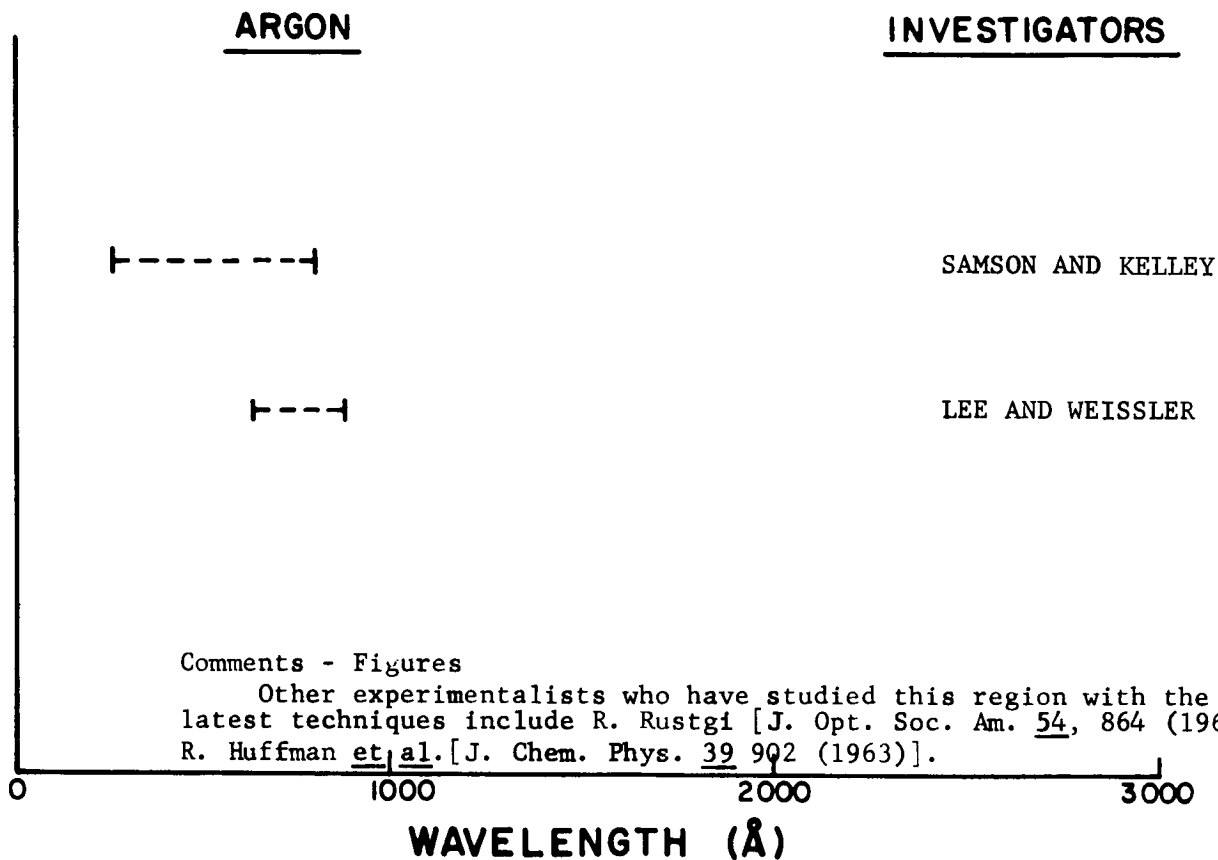 ARGON
INVESTIGATORS
SAMSON AND KELLEY
LEE AND WEISSLER
Comments - Figures
Other experimentalists who have studied this region with the
latest techniques include R. Rustgi [J. Opt. Soc. Am. 54, 864 (196
R. Huffman et al. [J. Chem. Phys. 39 902 (1963)].
0 1000 2000 3000
WAVELENGTH (Å)